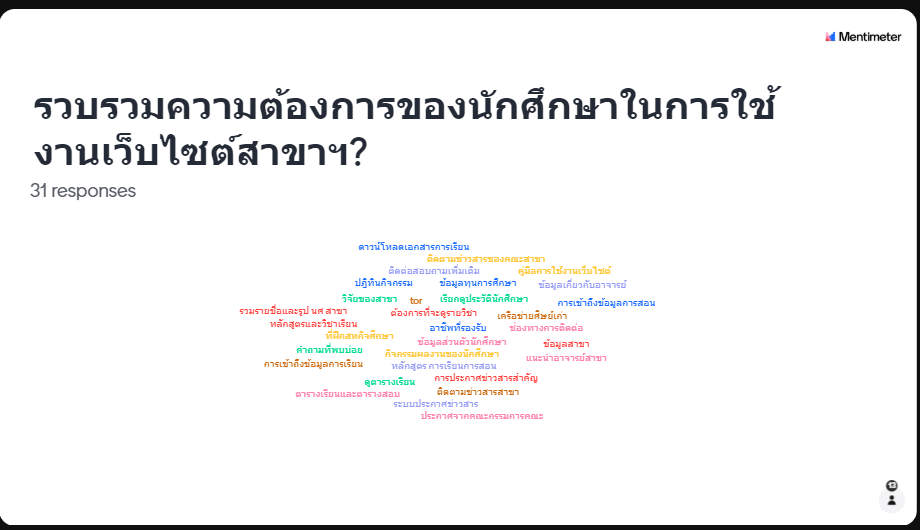 Mentimeter
รวบรวมความต้องการของนักศึกษาในการใช้
งานเว็บไซต์สาขาฯ?
31 responses
ดาวน์โหลดเอกสารการเรียน
ติดตามข่าวสารของคณะสาขา
ติดต่อสอบถามเพิ่มเติม คู่มือการใช้งานเว็บไซต์
ปฏิทินกิจกรรม ข้อมูลทุนการศึกษา ข้อมูลเกี่ยวกับอาจารย์
วิจัยของสาขา tor เรียกดูประวัตินักศึกษา การเข้าถึงข้อมูลการสอน
รวมรายชื่อและรูป นศ สาขา ต้องการที่จะดูรายวิชา เครือข่ายศิษย์เก่า
หลักสูตรและวิชาเรียน อาชีพที่รองรับ ช่องทางการติดต่อ
ที่ฝึกสหกิจศึกษา ข้อมูลส่วนตัวนักศึกษา ข้อมูลสาขา
คำถามที่พบบ่อย กิจกรรมผลงานของนักศึกษา แนะนำอาจารย์สาขา
การเข้าถึงข้อมูลการเรียน หลักสูตร การเรียนการสอน
ดูตารางเรียน การประกาศข่าวสารสำคัญ
ตารางเรียนและตารางสอบ ติดตามข่าวสารสาขา
ระบบประกาศข่าวสาร
ประกาศจากคณะกรรมการคณะ